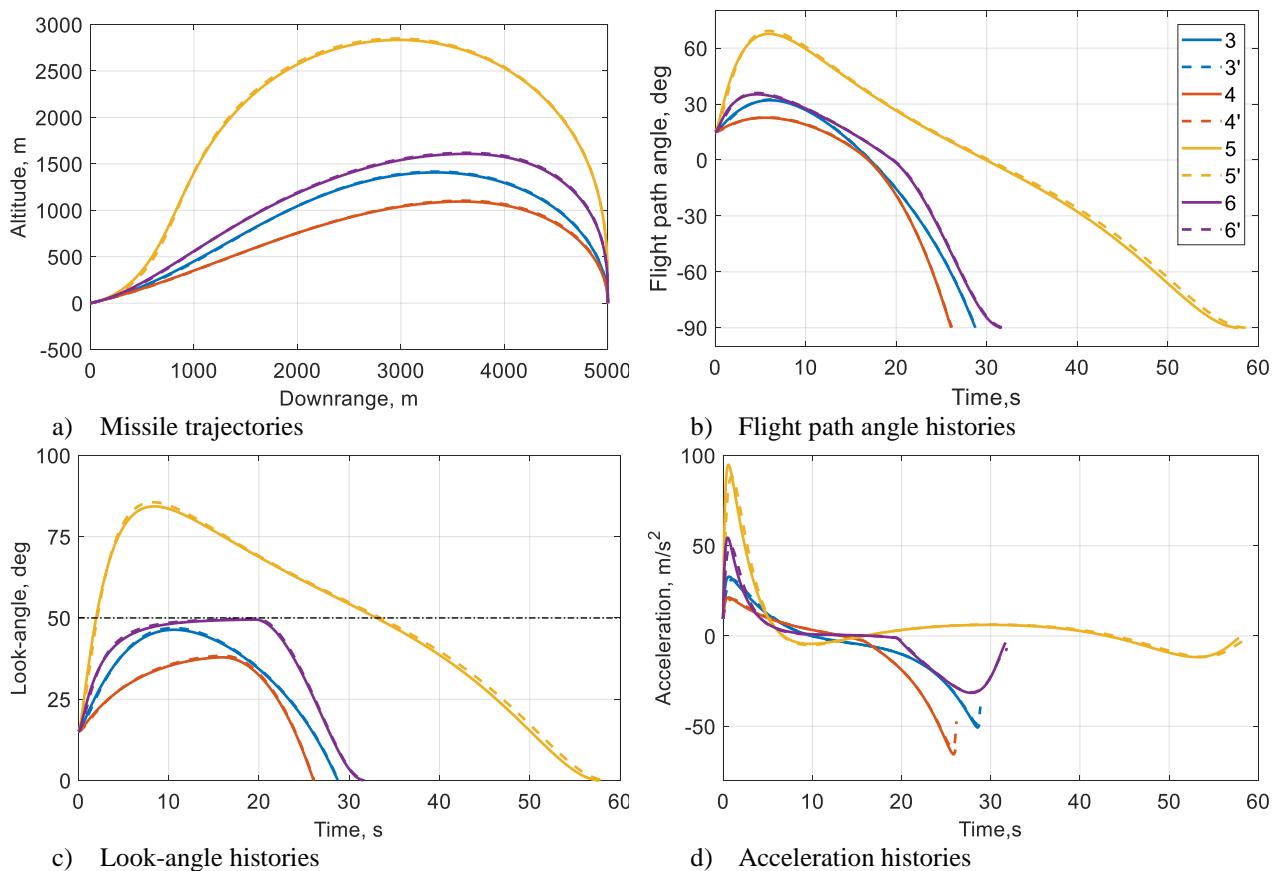 3000
2500
2000
1500
1000
500
0
-500
0 1000 2000 3000 4000 5000
Altitude, m
Downrange, m
a) Missile trajectories
60
30
0
-30
-60
-90
0 10 20 30 40 50 60
Flight path angle, deg
Time,s
3
3'
4
4'
5
5'
6
6'
b) Flight path angle histories
100
75
50
25
0
0 10 20 30 40 50 60
Look-angle, deg
Time, s
c) Look-angle histories
100
50
0
-50
0 10 20 30 40 50 60
Acceleration, m/s²
Time,s
d) Acceleration histories